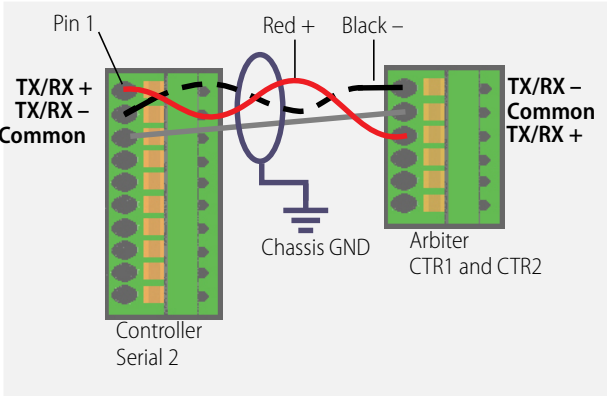 Pin 1
Red +
Black –
TX/RX +
TX/RX –
Common
TX/RX –
Common
TX/RX +
Chassis GND
Arbiter
CTR1 and CTR2
Controller
Serial 2